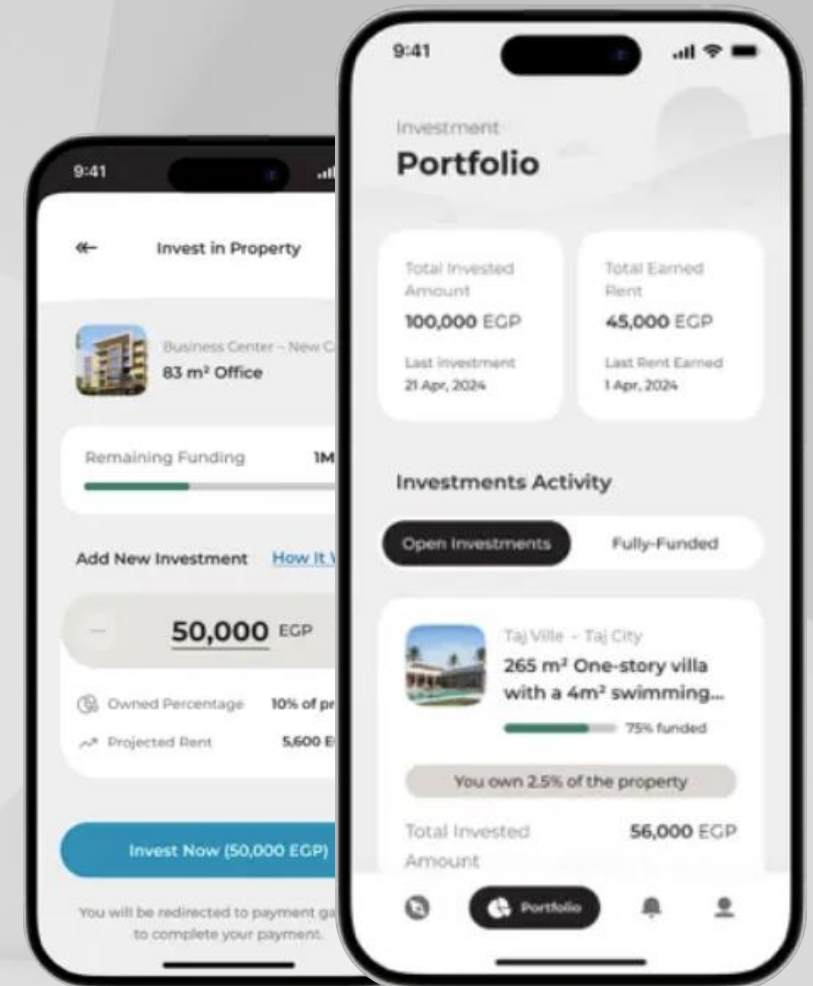 9:41
Invest in Property
Business Center – New C
83 m² Office
Remaining Funding 1M
Add New Investment How It
50,000 EGP
Owned Percentage 10% of pr
Projected Rent 5,600 E
Invest Now (50,000 EGP)
You will be redirected to payment ga
to complete your payment.
9:41
Investment
Portfolio
Total Invested
Amount
100,000 EGP
Last investment
21 Apr, 2024
Total Earned
Rent
45,000 EGP
Last Rent Earned
1 Apr, 2024
Investments Activity
Open Investments Fully-Funded
Taj Ville - Taj City
265 m² One-story villa
with a 4m² swimming...
75% funded
You own 2.5% of the property
Total Invested 56,000 EGP
Amount
Portfolio